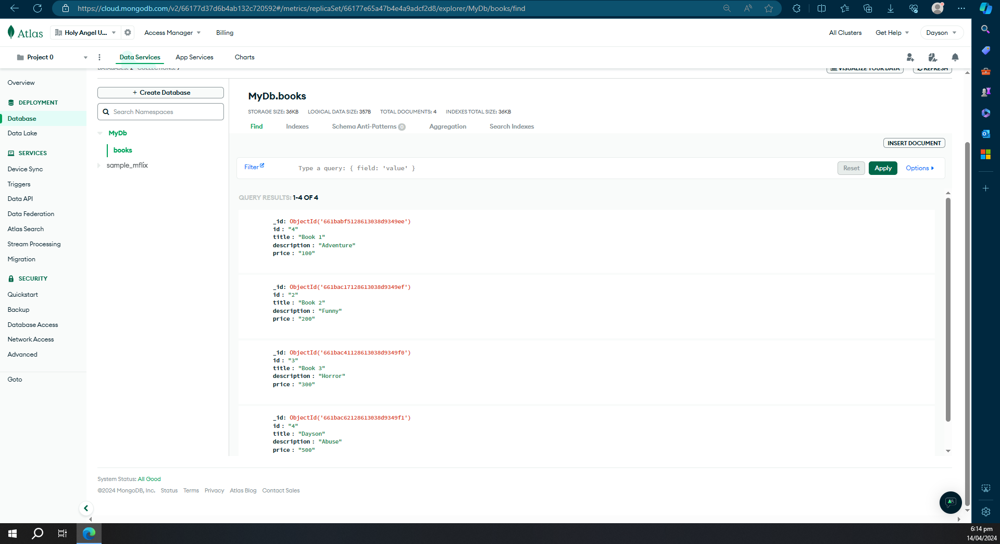 https://cloud.mongodb.com/v2/66177d37d6b4ab132c720592#/metrics/replicaSet/66177e65a47b4e4a9adcf2d8/explorer/MyDb/books/find
Atlas
Holy Angel U...
Access Manager
Billing
All Clusters
Get Help
Dayson
Project 0
Data Services
App Services
Charts
DATABASES: 2 COLLECTIONS: 7
VISUALIZE YOUR DATA
REFRESH
Overview
DEPLOYMENT
Database
Data Lake
SERVICES
Device Sync
Triggers
Data API
Data Federation
Atlas Search
Stream Processing
Migration
SECURITY
Quickstart
Backup
Database Access
Network Access
Advanced
Goto
+ Create Database
Search Namespaces
MyDb
books
sample_mflix
MyDb.books
STORAGE SIZE: 36KB LOGICAL DATA SIZE: 357B TOTAL DOCUMENTS: 4 INDEXES TOTAL SIZE: 36KB
Find
Indexes
Schema Anti-Patterns 0
Aggregation
Search Indexes
INSERT DOCUMENT
Filter
Type a query: { field: 'value' }
Reset
Apply
Options
QUERY RESULTS: 1-4 OF 4
_id: ObjectId('661babf5128613038d9349ee')
id : "4"
title : "Book 1"
description : "Adventure"
price : "100"
_id: ObjectId('661bac17128613038d9349ef')
id : "2"
title : "Book 2"
description : "Funny"
price : "200"
_id: ObjectId('661bac41128613038d9349f0')
id : "3"
title : "Book 3"
description : "Horror"
price : "300"
_id: ObjectId('661bac62128613038d9349f1')
id : "4"
title : "Dayson"
description : "Abuse"
price : "500"
System Status: All Good
©2024 MongoDB, Inc. Status Terms Privacy Atlas Blog Contact Sales
6:14 pm
14/04/2024